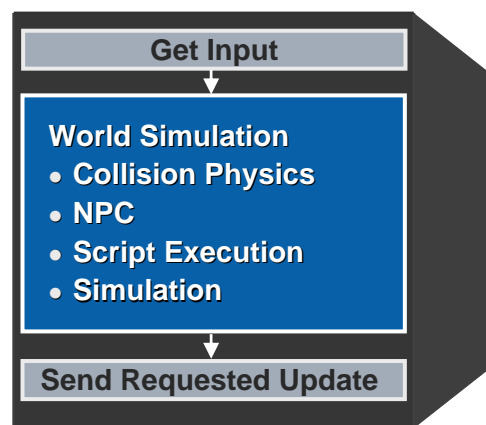 Get Input
World Simulation
• Collision Physics
• NPC
• Script Execution
• Simulation
Send Requested Update